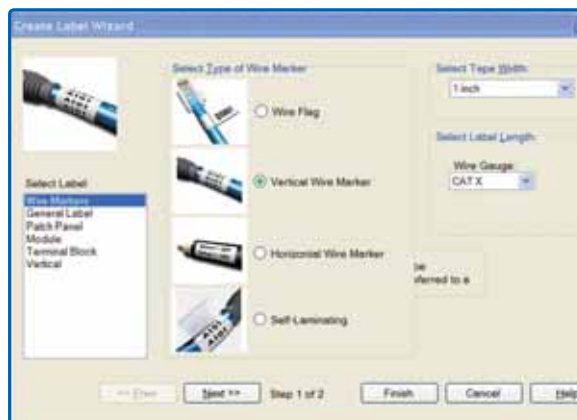 Create Label Wizard
Select Type of Wire Marker
Wire Flag
Vertical Wire Marker
Horizontal Wire Marker
Self-Laminating
Select Label:
Wire Markers
General Label
Patch Panel
Module
Terminal Block
Vertical
Select Tape Width:
1 inch
Select Label Length:
Wire Gauge:
CAT X
ferred to a
<< Prev
Next >>
Step 1 of 2
Finish
Cancel
Help